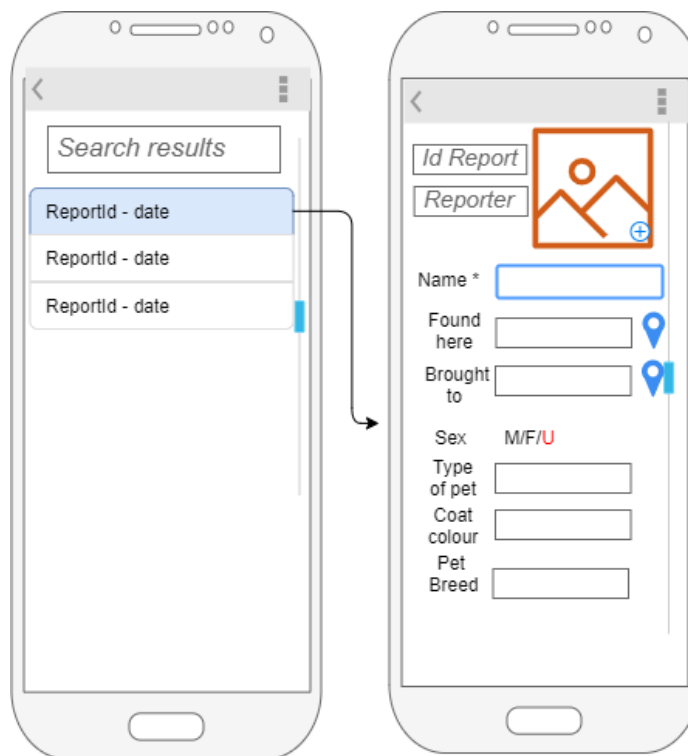 Search results
ReportId - date
ReportId - date
ReportId - date
Id Report
Reporter
Name *
Found
here
Brought
to
Sex M/F/U
Type
of pet
Coat
colour
Pet
Breed